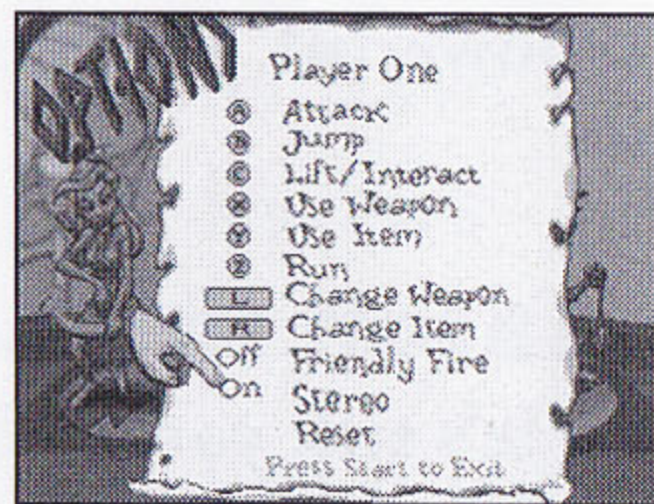 OPTIONS
Player One
A Attack
B Jump
C Lift/Interact
X Use Weapon
Y Use Item
Z Run
L Change Weapon
R Change Item
Off Friendly Fire
On Stereo
Reset
Press Start to Exit